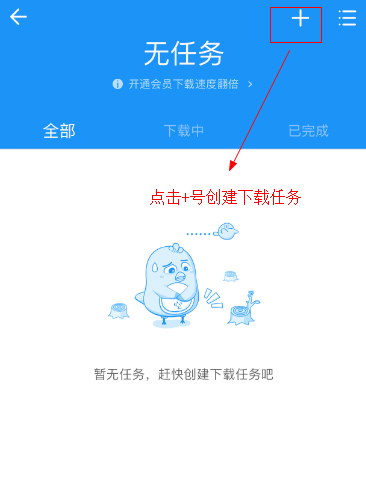 无任务
开通会员下载速度翻倍
全部 下载中 已完成
点击+号创建下载任务
暂无任务，赶快创建下载任务吧